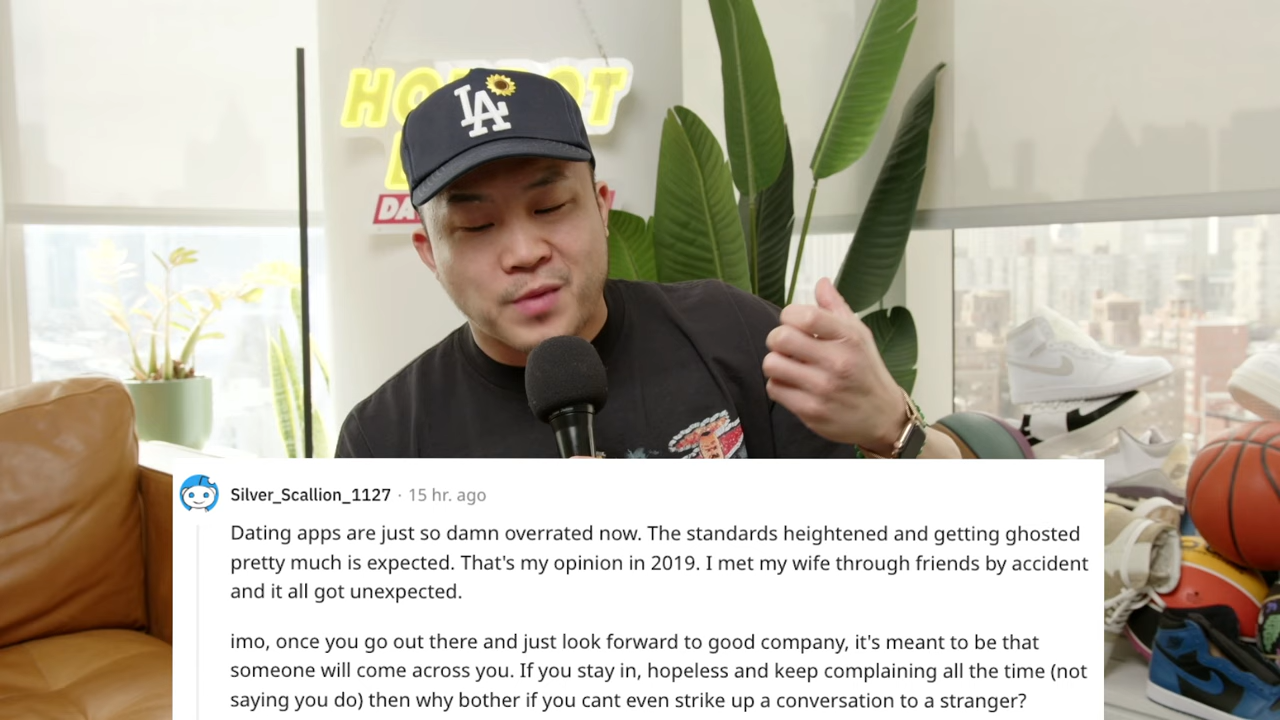 LA
Silver_Scallion_1127 · 15 hr. ago
Dating apps are just so damn overrated now. The standards heightened and getting ghosted
pretty much is expected. That's my opinion in 2019. I met my wife through friends by accident
and it all got unexpected.
imo, once you go out there and just look forward to good company, it's meant to be that
someone will come across you. If you stay in, hopeless and keep complaining all the time (not
saying you do) then why bother if you cant even strike up a conversation to a stranger?